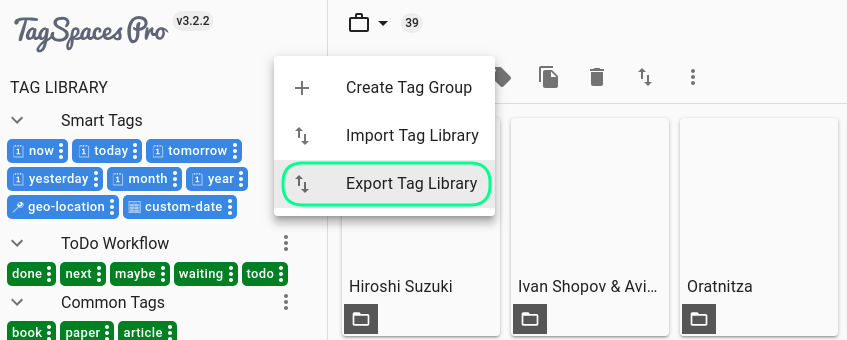 TagSpaces Pro v3.2.2
39
TAG LIBRARY
Smart Tags
now today tomorrow
yesterday month year
geo-location custom-date
ToDo Workflow
done next maybe waiting todo
Common Tags
book paper article
Create Tag Group
Import Tag Library
Export Tag Library
Hiroshi Suzuki
Ivan Shopov & Avi...
Oratnitza